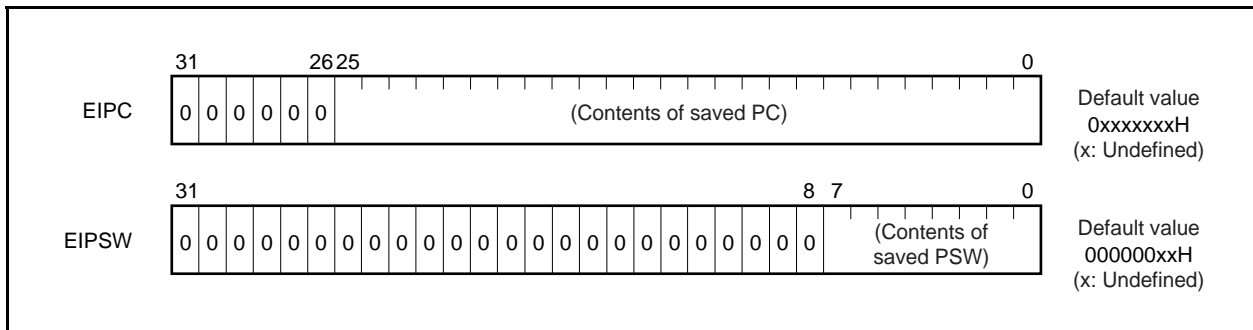 31 26 25 0
EIPC 0 0 0 0 0 0 (Contents of saved PC) Default value
0xxxxxxxH
(x: Undefined)
31 8 7 0
EIPSW 0 0 0 0 0 0 0 0 0 0 0 0 0 0 0 0 0 0 0 0 0 0 0 0 (Contents of
saved PSW) Default value
000000xxH
(x: Undefined)